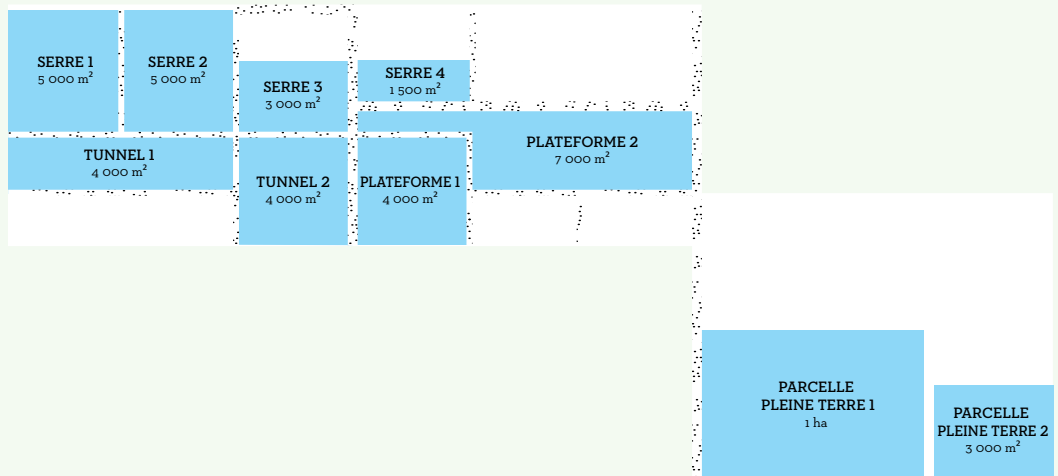 SERRE 1
5 000 m²
SERRE 2
5 000 m²
SERRE 3
3 000 m²
SERRE 4
1 500 m²
TUNNEL 1
4 000 m²
TUNNEL 2
4 000 m²
PLATEFORME 1
4 000 m²
PLATEFORME 2
7 000 m²
PARCELLE
PLEINE TERRE 1
1 ha
PARCELLE
PLEINE TERRE 2
3 000 m²